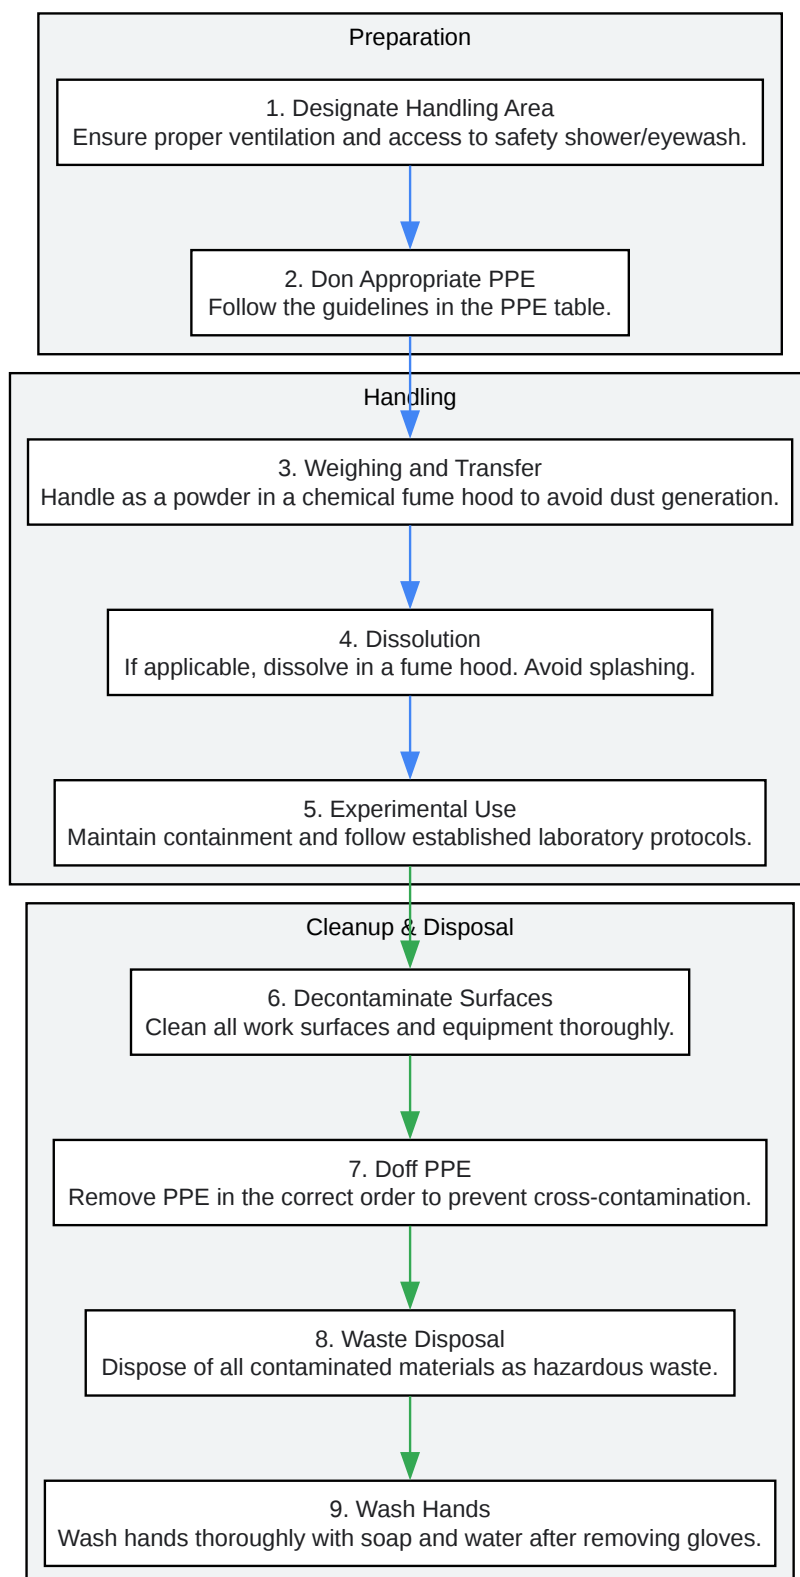 Preparation
1. Designate Handling Area
Ensure proper ventilation and access to safety shower/eyewash.
2. Don Appropriate PPE
Follow the guidelines in the PPE table.
Handling
3. Weighing and Transfer
Handle as a powder in a chemical fume hood to avoid dust generation.
4. Dissolution
If applicable, dissolve in a fume hood. Avoid splashing.
5. Experimental Use
Maintain containment and follow established laboratory protocols.
Cleanup & Disposal
6. Decontaminate Surfaces
Clean all work surfaces and equipment thoroughly.
7. Doff PPE
Remove PPE in the correct order to prevent cross-contamination.
8. Waste Disposal
Dispose of all contaminated materials as hazardous waste.
9. Wash Hands
Wash hands thoroughly with soap and water after removing gloves.